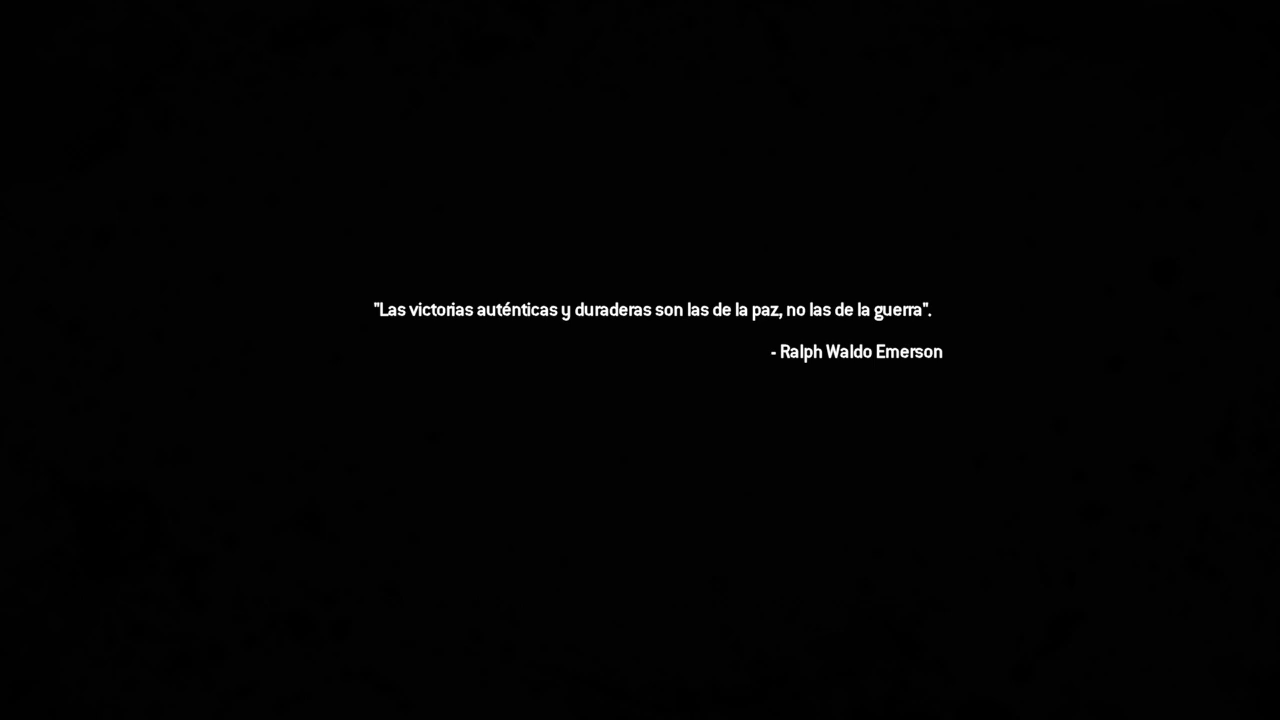 "Las victorias auténticas y duraderas son las de la paz, no las de la guerra".
- Ralph Waldo Emerson